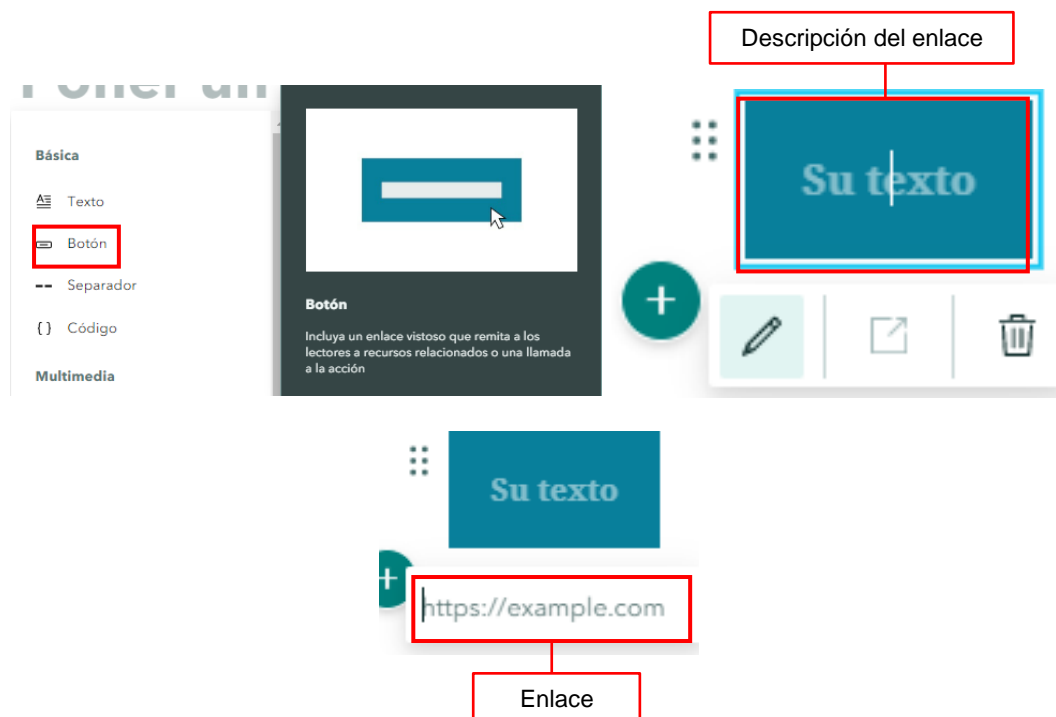 Descripción del enlace
Poner un
Básica
Texto
Botón
Separador
{} Código
Multimedia
Botón
Incluya un enlace vistoso que remita a los
lectores a recursos relacionados o una llamada
a la acción
Su texto
Su texto
https://example.com
Enlace